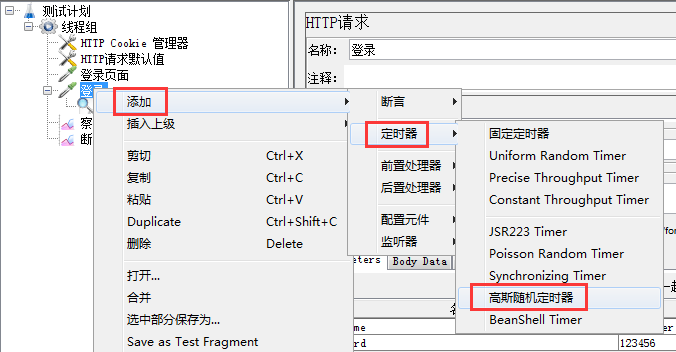 测试计划
线程组
HTTP Cookie 管理器
HTTP请求默认值
登录页面
登录
察
断
HTTP请求
名称: 登录
注释:
添加
插入上级
剪切 Ctrl+X
复制 Ctrl+C
粘贴 Ctrl+V
Duplicate Ctrl+Shift+C
删除 Delete
打开...
合并
选中部分保存为...
Save as Test Fragment
断言
定时器
前置处理器
后置处理器
配置元件
监听器
固定定时器
Uniform Random Timer
Precise Throughput Timer
Constant Throughput Timer
JSR223 Timer
Poisson Random Timer
Synchronizing Timer
高斯随机定时器
BeanShell Timer
/for
meters Body Data
一起
名
me
rd 123456